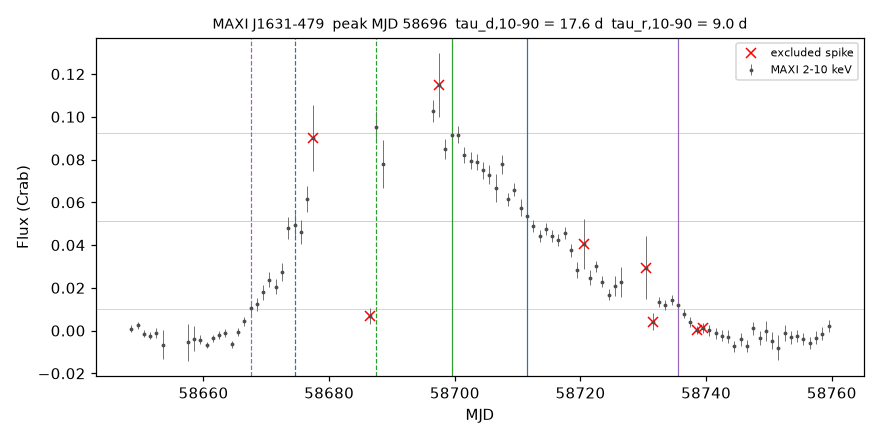 MAXI J1631-479  peak MJD 58696  tau_d,10-90 = 17.6 d  tau_r,10-90 = 9.0 d
excluded spike
MAXI 2-10 keV
Flux (Crab)
0.12
0.10
0.08
0.06
0.04
0.02
0.00
−0.02
58660 58680 58700 58720 58740 58760
MJD